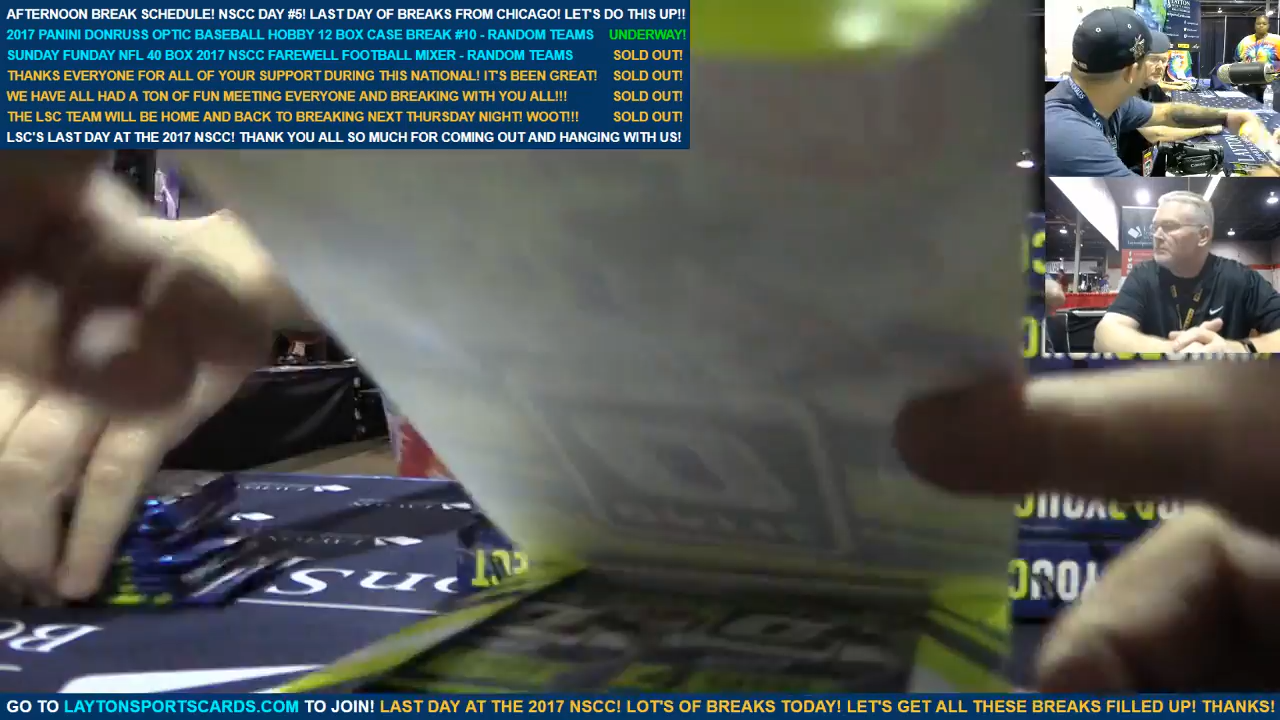 AFTERNOON BREAK SCHEDULE! NSCC DAY #5! LAST DAY OF BREAKS FROM CHICAGO! LET'S DO THIS UP!!
2017 PANINI DONRUSS OPTIC BASEBALL HOBBY 12 BOX CASE BREAK #10 - RANDOM TEAMS UNDERWAY!
SUNDAY FUNDAY NFL 40 BOX 2017 NSCC FAREWELL FOOTBALL MIXER - RANDOM TEAMS SOLD OUT!
THANKS EVERYONE FOR ALL OF YOUR SUPPORT DURING THIS NATIONAL! IT'S BEEN GREAT! SOLD OUT!
WE HAVE ALL HAD A TON OF FUN MEETING EVERYONE AND BREAKING WITH YOU ALL!!! SOLD OUT!
THE LSC TEAM WILL BE HOME AND BACK TO BREAKING NEXT THURSDAY NIGHT! WOOT!!! SOLD OUT!
LSC'S LAST DAY AT THE 2017 NSCC! THANK YOU ALL SO MUCH FOR COMING OUT AND HANGING WITH US!
GO TO LAYTONSPORTSCARDS.COM TO JOIN! LAST DAY AT THE 2017 NSCC! LOT'S OF BREAKS TODAY! LET'S GET ALL THESE BREAKS FILLED UP! THANKS!